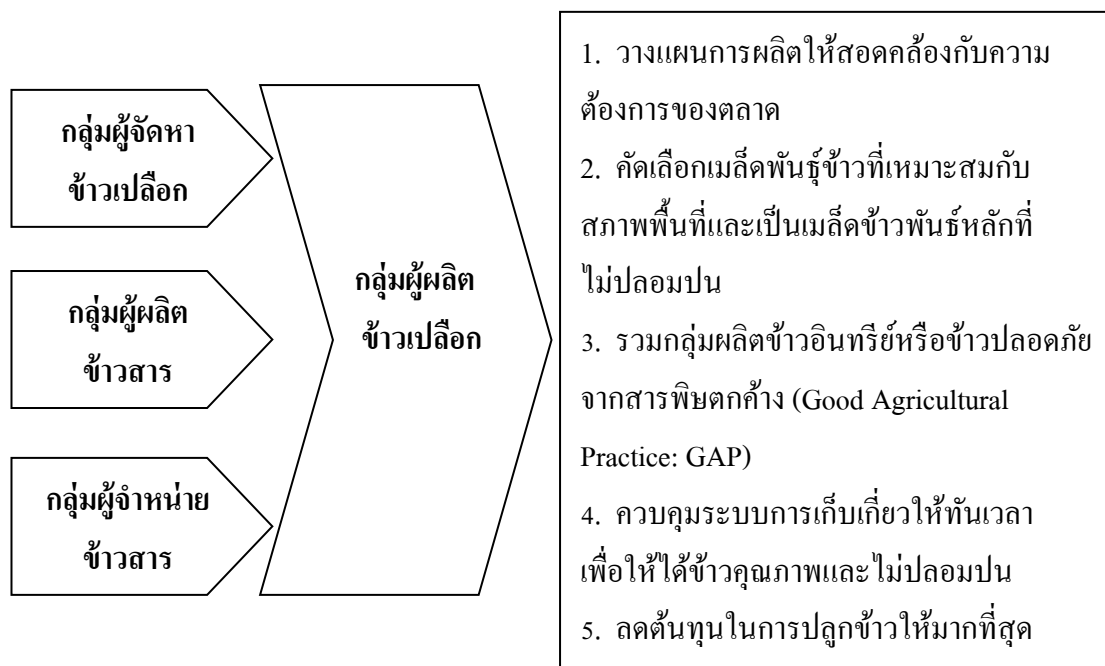 กลุ่มผู้จัดหา
ข้าวเปลือก
กลุ่มผู้ผลิต
ข้าวสาร
กลุ่มผู้จำหน่าย
ข้าวสาร
กลุ่มผู้ผลิต
ข้าวเปลือก
1. วางแผนการผลิตให้สอดคล้องกับความ
ต้องการของตลาด
2. คัดเลือกเมล็ดพันธุ์ข้าวที่เหมาะสมกับ
สภาพพื้นที่และเป็นเมล็ดข้าวพันธ์หลักที่
ไม่ปลอมปน
3. รวมกลุ่มผลิตข้าวอินทรีย์หรือข้าวปลอดภัย
จากสารพิษตกค้าง (Good Agricultural
Practice: GAP)
4. ควบคุมระบบการเก็บเกี่ยวให้ทันเวลา
เพื่อให้ได้ข้าวคุณภาพและไม่ปลอมปน
5. ลดต้นทุนในการปลูกข้าวให้มากที่สุด